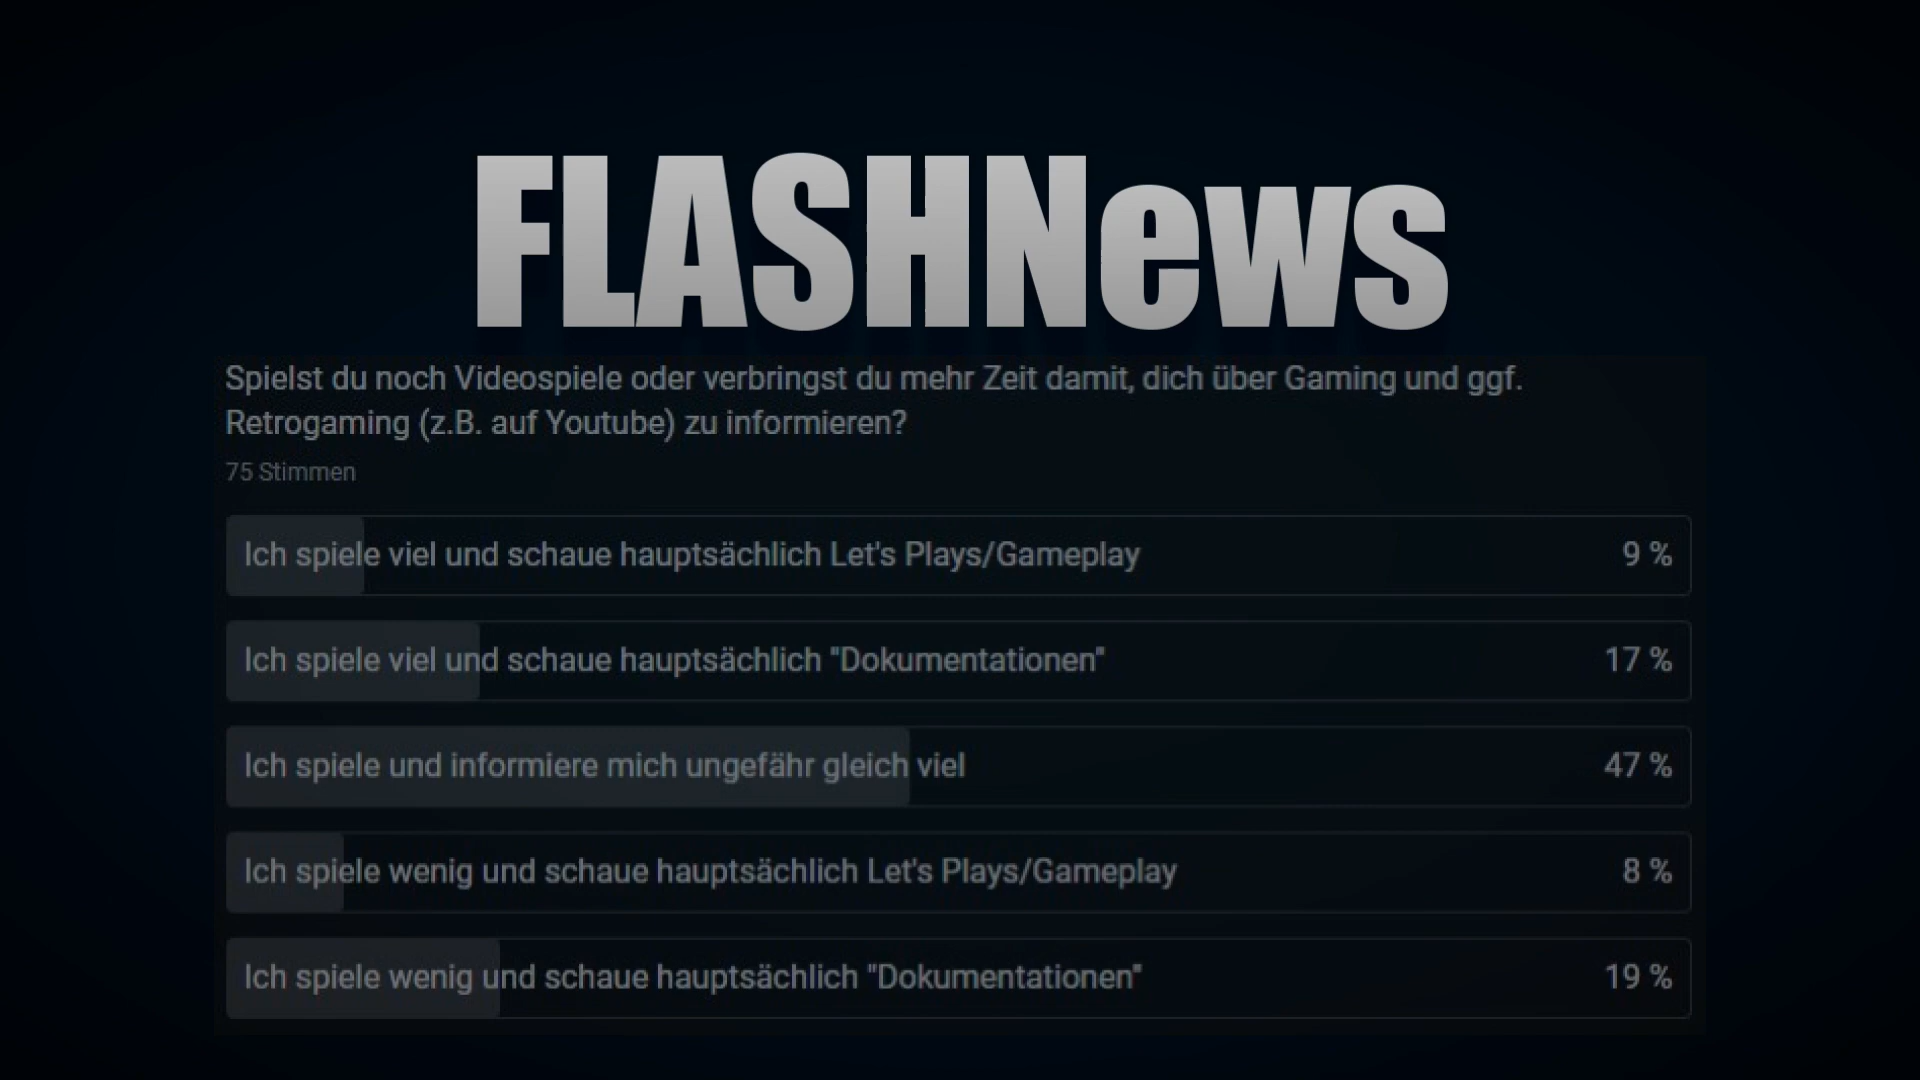 FLASHNews
Spielst du noch Videospiele oder verbringst du mehr Zeit damit, dich über Gaming und ggf.
Retrogaming (z.B. auf Youtube) zu informieren?
75 Stimmen
Ich spiele viel und schaue hauptsächlich Let's Plays/Gameplay 9 %
Ich spiele viel und schaue hauptsächlich "Dokumentationen" 17 %
Ich spiele und informiere mich ungefähr gleich viel 47 %
Ich spiele wenig und schaue hauptsächlich Let's Plays/Gameplay 8 %
Ich spiele wenig und schaue hauptsächlich "Dokumentationen" 19 %